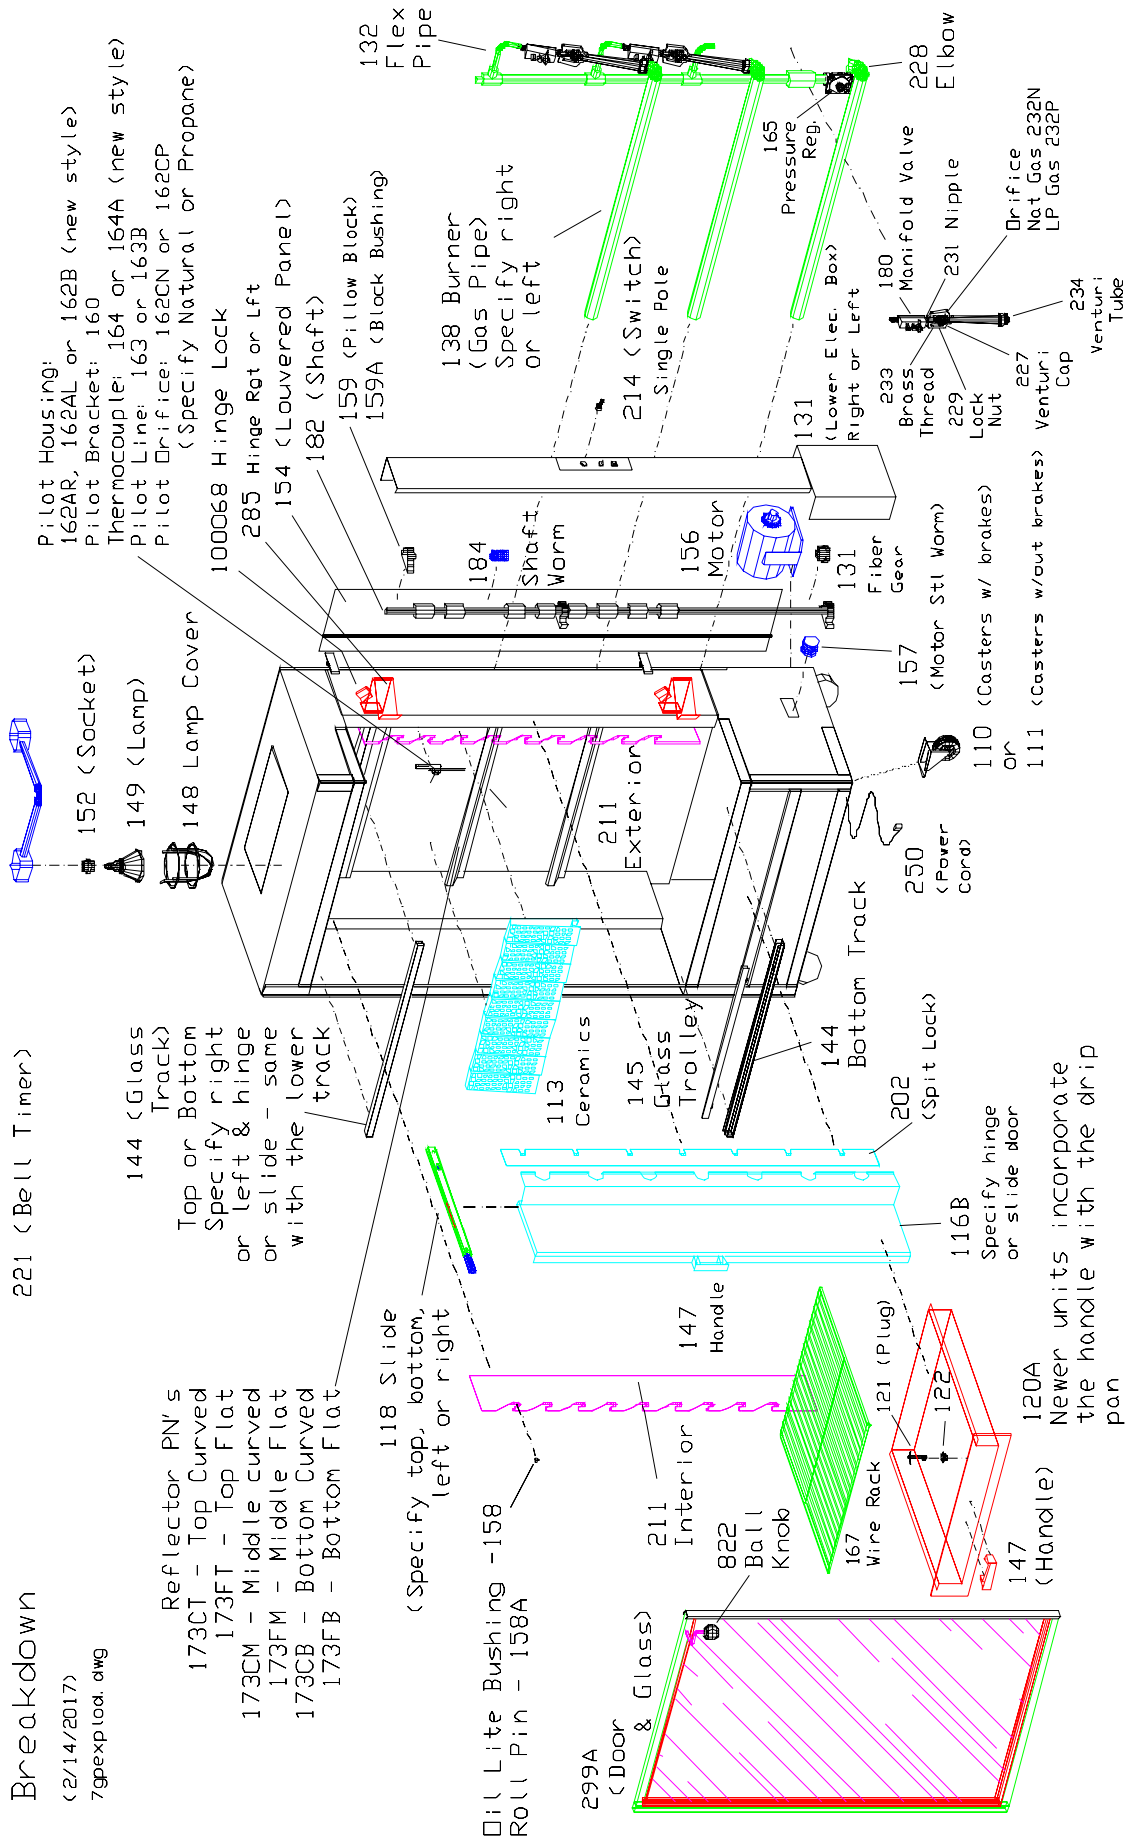 Breakdown
(2/14/2017)
7gpexplod.dwg
221 (Bell Timer)
152 (Socket)
149 (Lamp)
148 Lamp Cover
Pilot Housing:
162AR, 162AL or 162B (new style)
Pilot Bracket: 160
Thermocouple: 164 or 164A (new style)
Pilot Line: 163 or 163B
Pilot Orifice: 162CN or 162CP
(Specify Natural or Propane)
100068 Hinge Lock
285 Hinge Rgt or Lft
154 (Louvered Panel)
182 (Shaft)
159 (Pillow Block)
159A (Block Bushing)
132
Flex
Pipe
144 (Glass
Track)
Top or Bottom
Specify right
or left & hinge
or slide - same
with the lower
track
Reflector PN's
173CT - Top Curved
173FT - Top Flat
173CM - Middle curved
173FM - Middle Flat
173CB - Bottom Curved
173FB - Bottom Flat
118 Slide
(Specify top, bottom,
left or right
Oil Lite Bushing -158
Roll Pin - 158A
138 Burner
(Gas Pipe)
Specify right
or left
184
Shaft
Worm
214 (Switch)
Single Pole
165
Pressure
Reg.
228
Elbow
113
Ceramics
211
Exterior
145
Glass
Trolley
144
Bottom Track
156
Motor
131
Fiber
Gear
131
(Lower Elec. Box)
Right or Left
157
(Motor Stl Worm)
180
Manifold Valve
231 Nipple
Orifice
Nat Gas 232N
LP Gas 232P
233
Brass
Thread
229
Lock
Nut
227
Venturi
Cap
234
Venturi
Tube
110 (Casters w/ brakes)
or
111 (Casters w/out brakes)
250
(Power
Cord)
202
(Spit Lock)
116B
Specify hinge
or slide door
147
Handle
211
Interior
822
Ball
Knob
167
Wire Rack
121 (Plug)
122
120A
Newer units incorporate
the handle with the drip
pan
147
(Handle)
299A
(Door
& Glass)